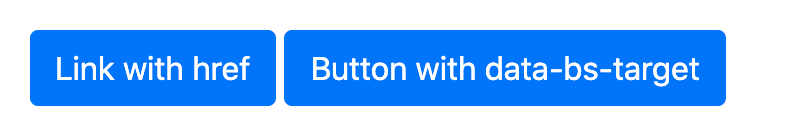 Link with href
Button with data-bs-target